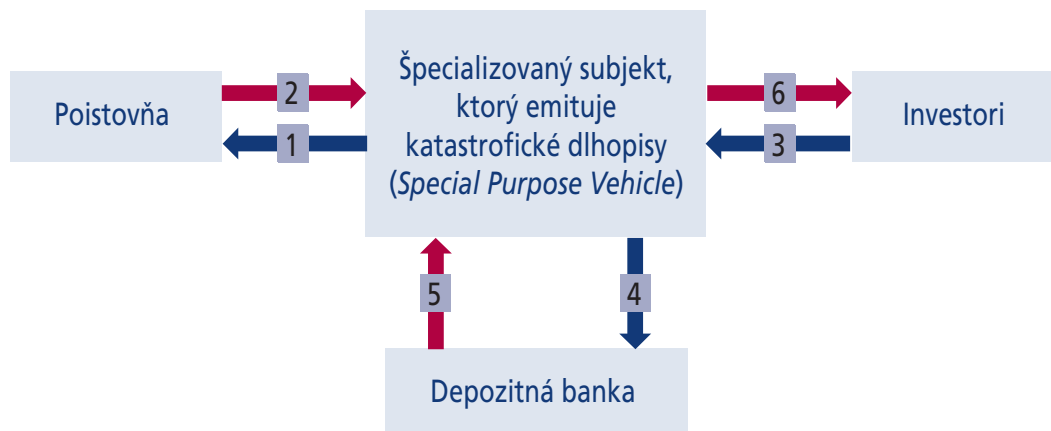 Poistovňa
2
1
Špecializovaný subjekt,
ktorý emituje
katastrofické dlhopisy
(Special Purpose Vehicle)
6
3
Investori
5
4
Depozitná banka